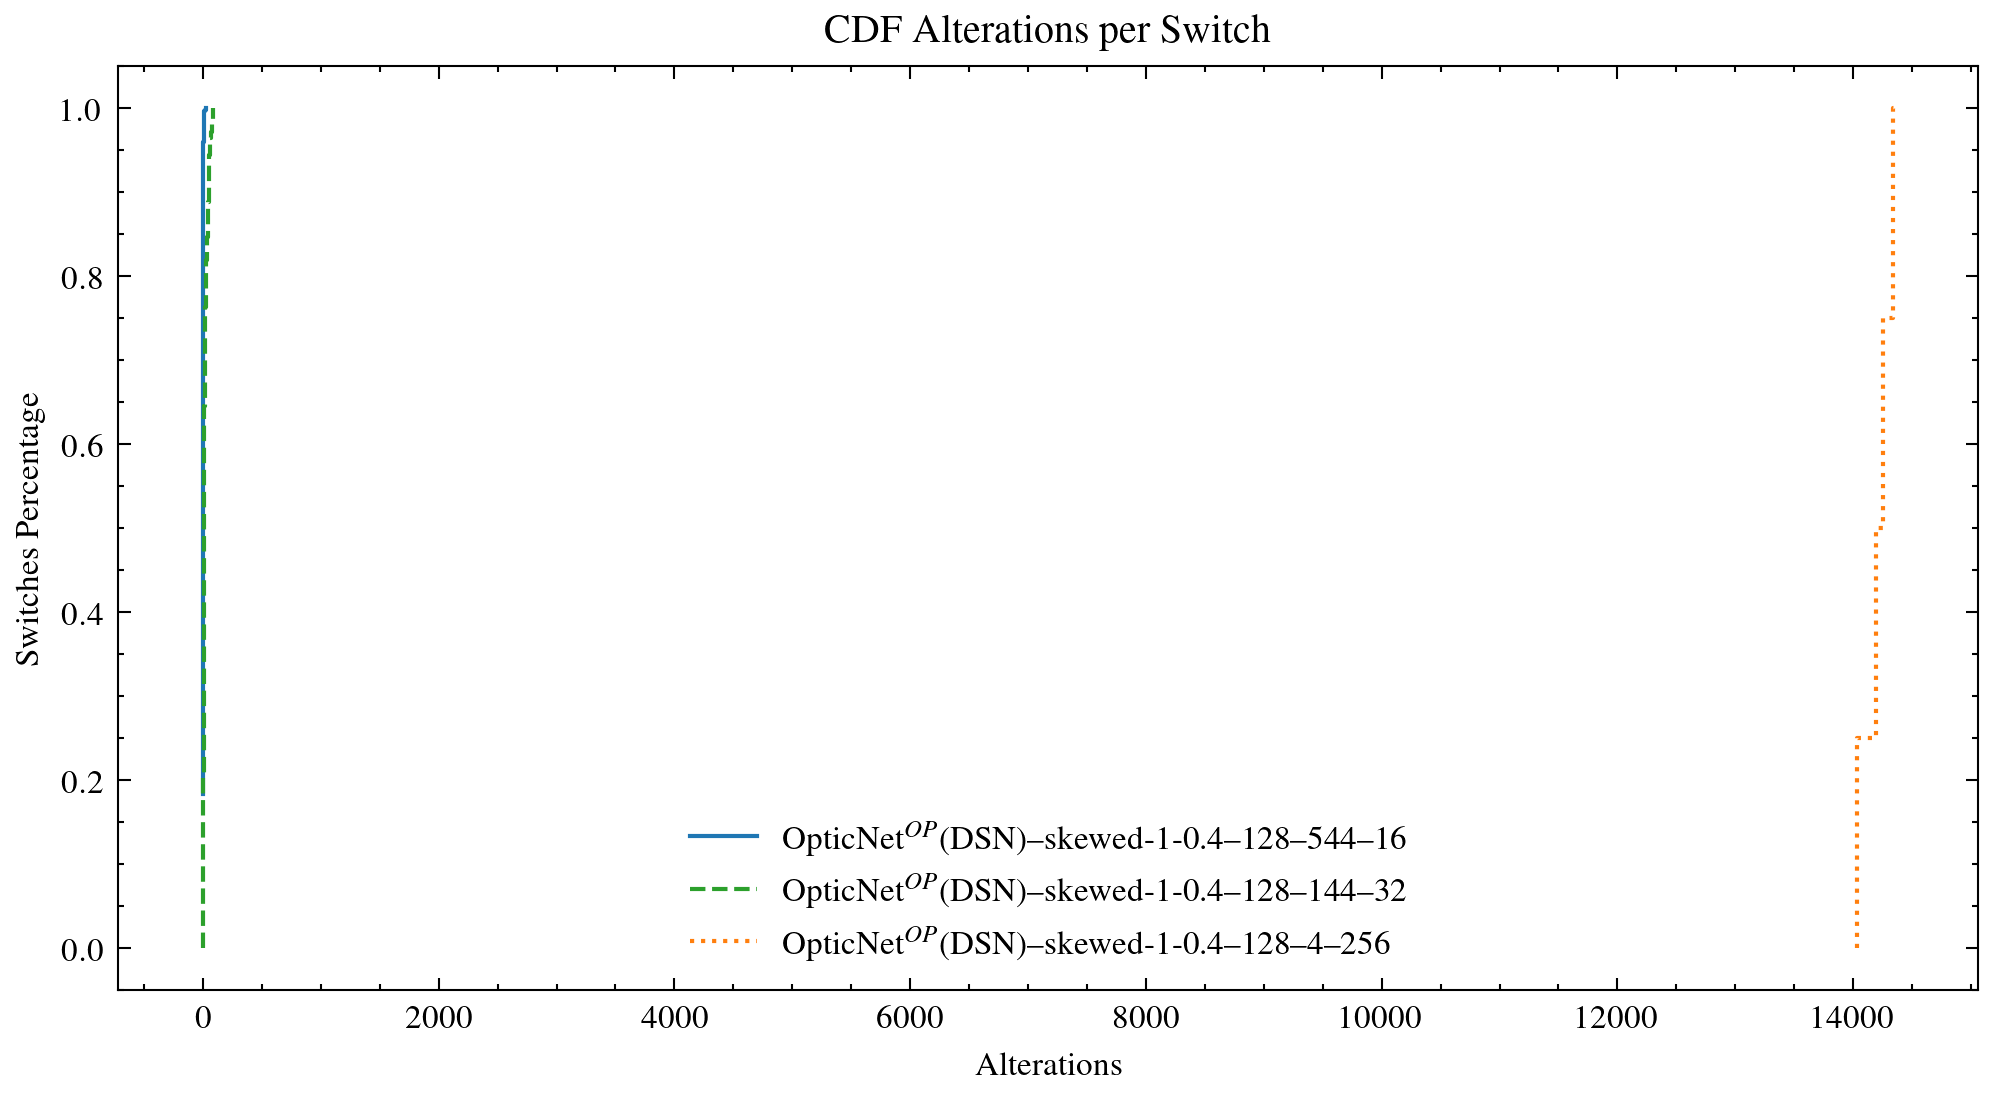 CDF Alterations per Switch
1.0
0.8
0.6
0.4
0.2
0.0
Switches Percentage
OpticNet^OP(DSN)–skewed-1-0.4–128–544–16
OpticNet^OP(DSN)–skewed-1-0.4–128–144–32
OpticNet^OP(DSN)–skewed-1-0.4–128–4–256
0 2000 4000 6000 8000 10000 12000 14000
Alterations